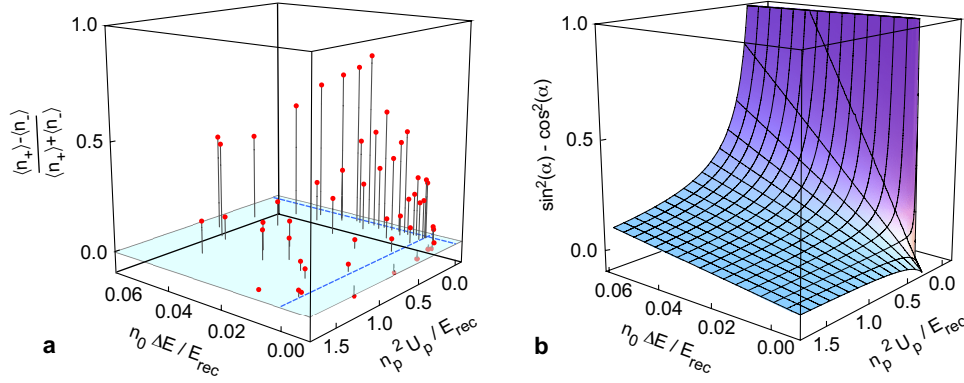 1.0
0.5
0.0
⟨n₊⟩-⟨n₋⟩
⟨n₊⟩+⟨n₋⟩
0.06
0.04
0.02
0.00
n₀ ΔE / E_rec
1.5
1.0
0.5
0.0
n_p² U_p / E_rec
a
1.0
0.5
0.0
sin²(α) - cos²(α)
0.06
0.04
0.02
0.00
n₀ ΔE / E_rec
1.5
1.0
0.5
0.0
n_p² U_p / E_rec
b